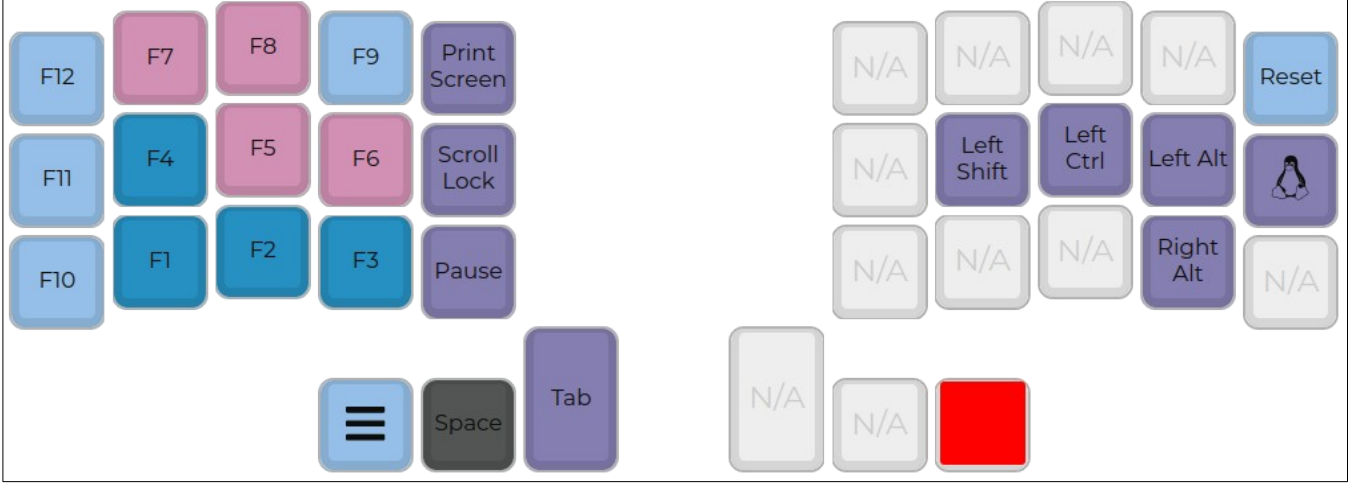 F12
F7
F8
F9
Print
Screen
N/A
N/A
N/A
N/A
Reset
F11
F4
F5
F6
Scroll
Lock
N/A
Left
Shift
Left
Ctrl
Left Alt
F10
F1
F2
F3
Pause
N/A
N/A
N/A
Right
Alt
N/A
Space
Tab
N/A
N/A